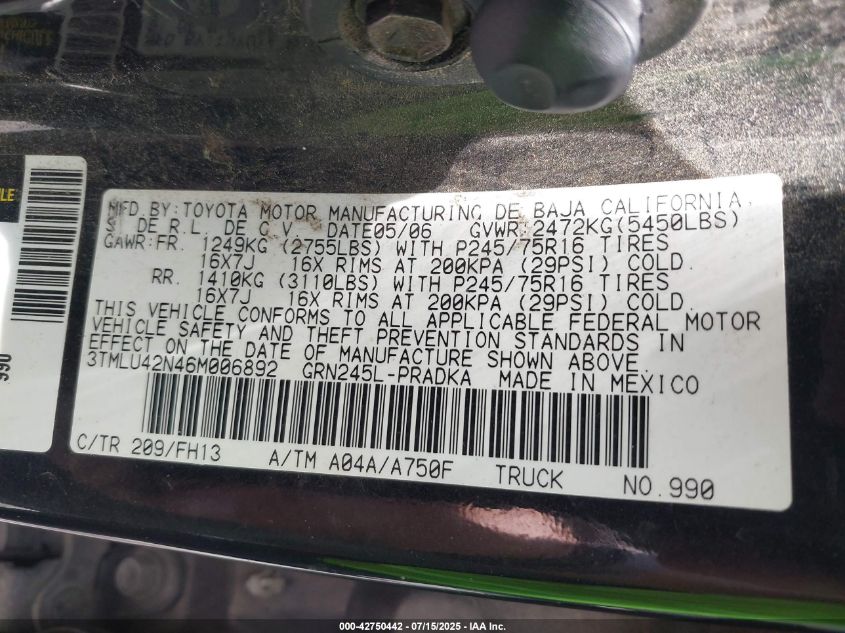 MFD BY:TOYOTA MOTOR MANUFACTURING DE BAJA CALIFORNIA,
S. DE R.L. DE C.V. DATE05/06 GVWR:2472KG(5450LBS)
GAWR:FR. 1249KG (2755LBS) WITH P245/75R16 TIRES
16X7J 16X RIMS AT 200KPA (29PSI) COLD.
RR. 1410KG (3110LBS) WITH P245/75R16 TIRES
16X7J 16X RIMS AT 200KPA (29PSI) COLD.
THIS VEHICLE CONFORMS TO ALL APPLICABLE FEDERAL MOTOR
VEHICLE SAFETY AND THEFT PREVENTION STANDARDS IN
EFFECT ON THE DATE OF MANUFACTURE SHOWN ABOVE.
3TMLU42N46M006892 GRN245L-PRADKA MADE IN MEXICO
C/TR 209/FH13 A/TM A04A/A750F TRUCK NO.990
990
000-42750442 - 07/15/2025 - IAA Inc.